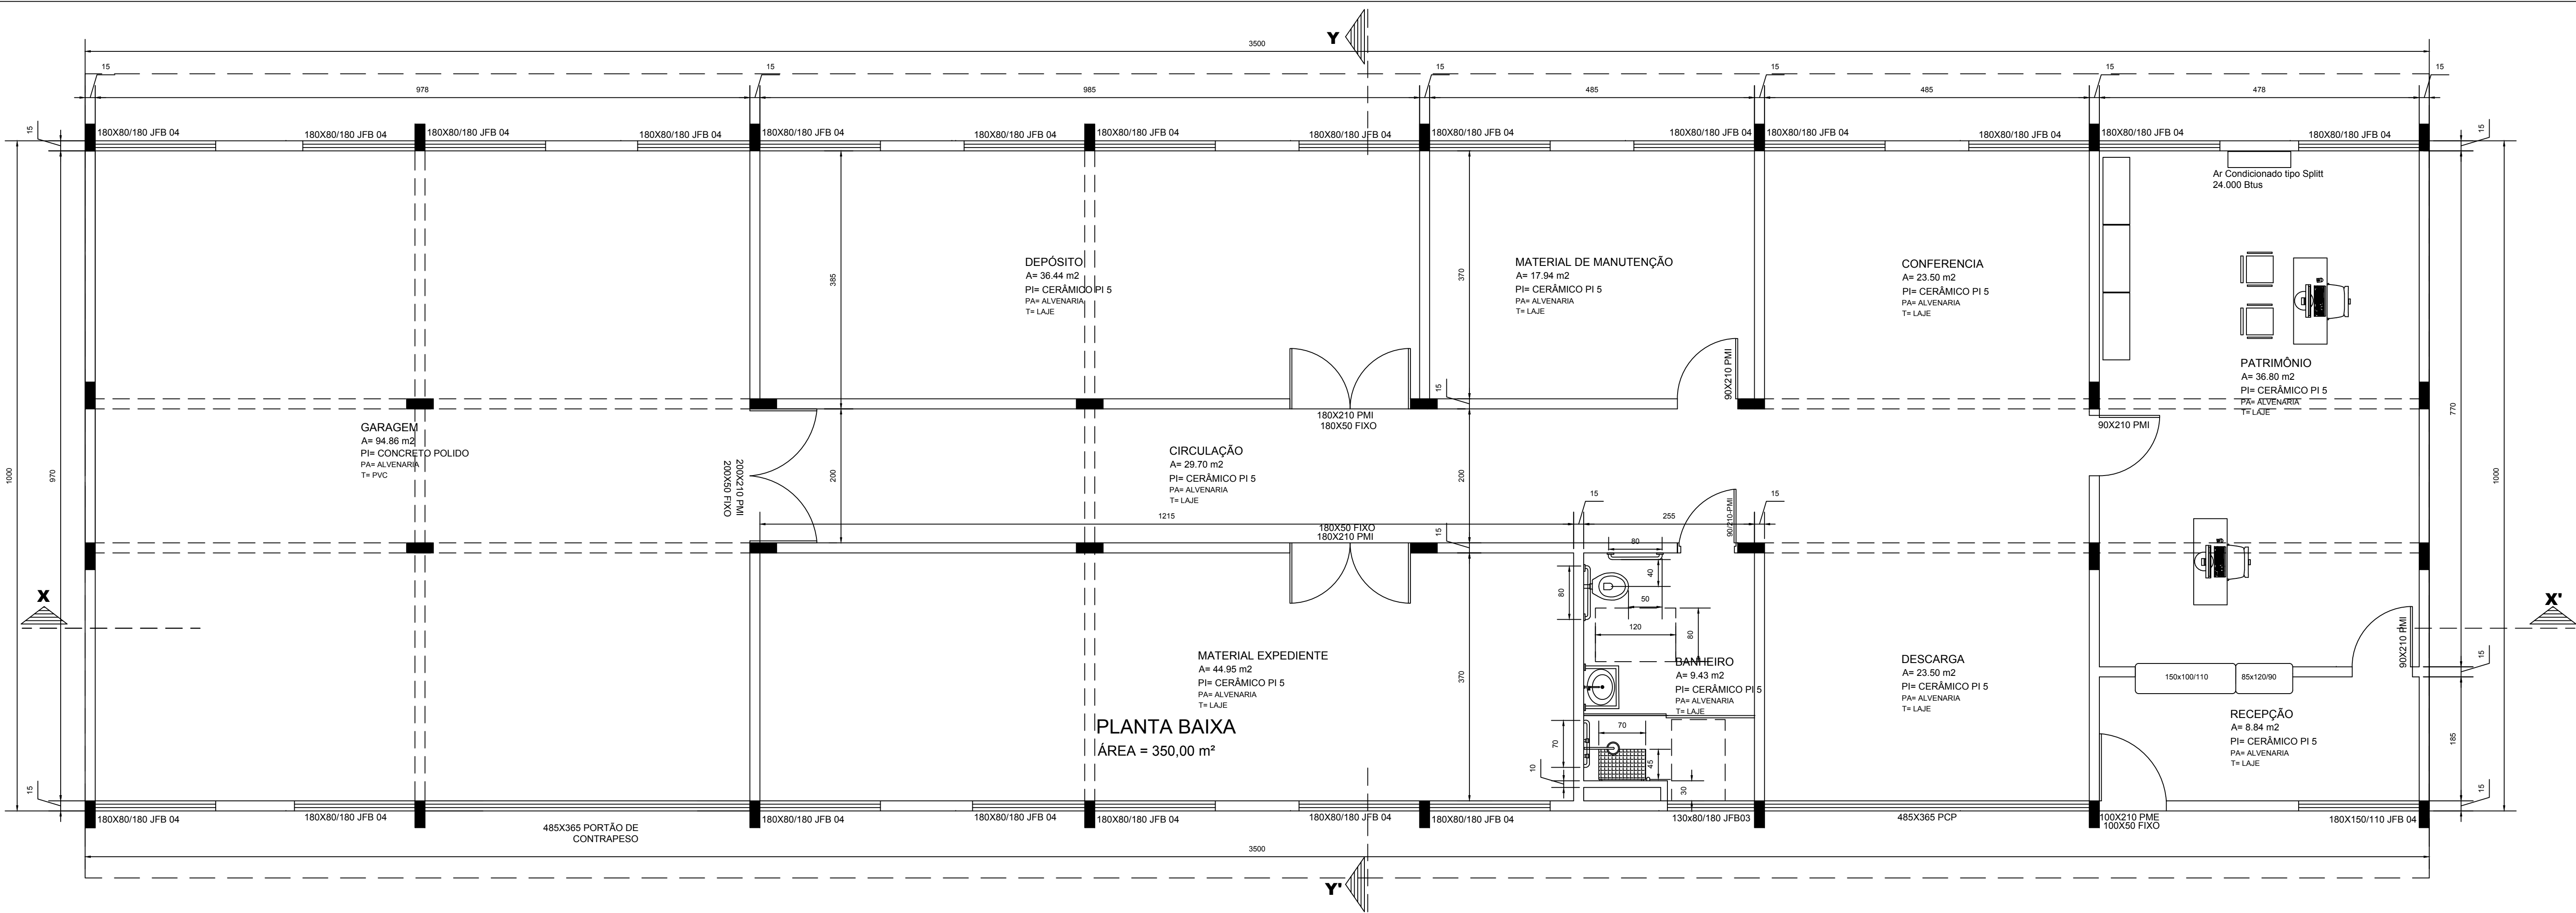 Y
3500
15
15
15
15
15
15
978
985
485
485
478
15
180X80/180 JFB 04
180X80/180 JFB 04
180X80/180 JFB 04
180X80/180 JFB 04
180X80/180 JFB 04
180X80/180 JFB 04
180X80/180 JFB 04
180X80/180 JFB 04
180X80/180 JFB 04
180X80/180 JFB 04
180X80/180 JFB 04
180X80/180 JFB 04
180X80/180 JFB 04
180X80/180 JFB 04
15
Ar Condicionado tipo Splitt
24.000 Btus
DEPÓSITO
A= 36.44 m2
PI= CERÂMICO PI 5
PA= ALVENARIA
T= LAJE
385
370
MATERIAL DE MANUTENÇÃO
A= 17.94 m2
PI= CERÂMICO PI 5
PA= ALVENARIA
T= LAJE
CONFERENCIA
A= 23.50 m2
PI= CERÂMICO PI 5
PA= ALVENARIA
T= LAJE
PATRIMÔNIO
A= 36.80 m2
PI= CERÂMICO PI 5
PA= ALVENARIA
T= LAJE
90X210 PMI
15
180X210 PMI
180X50 FIXO
90X210 PMI
770
1000
970
1000
GARAGEM
A= 94.86 m2
PI= CONCRETO POLIDO
PA= ALVENARIA
T= PVC
200X210 PMI
200X50 FIXO
200
CIRCULAÇÃO
A= 29.70 m2
PI= CERÂMICO PI 5
PA= ALVENARIA
T= LAJE
200
1215
15
255
15
90/210-PMI
180X50 FIXO
180X210 PMI
15
80
40
80
50
120
80
X
X'
MATERIAL EXPEDIENTE
A= 44.95 m2
PI= CERÂMICO PI 5
PA= ALVENARIA
T= LAJE
370
BANHEIRO
A= 9.43 m2
PI= CERÂMICO PI 5
PA= ALVENARIA
T= LAJE
DESCARGA
A= 23.50 m2
PI= CERÂMICO PI 5
PA= ALVENARIA
T= LAJE
90X210 PMI
15
150x100/110
85x120/90
RECEPÇÃO
A= 8.84 m2
PI= CERÂMICO PI 5
PA= ALVENARIA
T= LAJE
185
PLANTA BAIXA
ÁREA = 350,00 m²
70
70
45
10
30
15
15
180X80/180 JFB 04
180X80/180 JFB 04
485X365 PORTÃO DE
CONTRAPESO
180X80/180 JFB 04
180X80/180 JFB 04
180X80/180 JFB 04
180X80/180 JFB 04
180X80/180 JFB 04
130x80/180 JFB03
485X365 PCP
100X210 PME
100X50 FIXO
180X150/110 JFB 04
3500
Y'